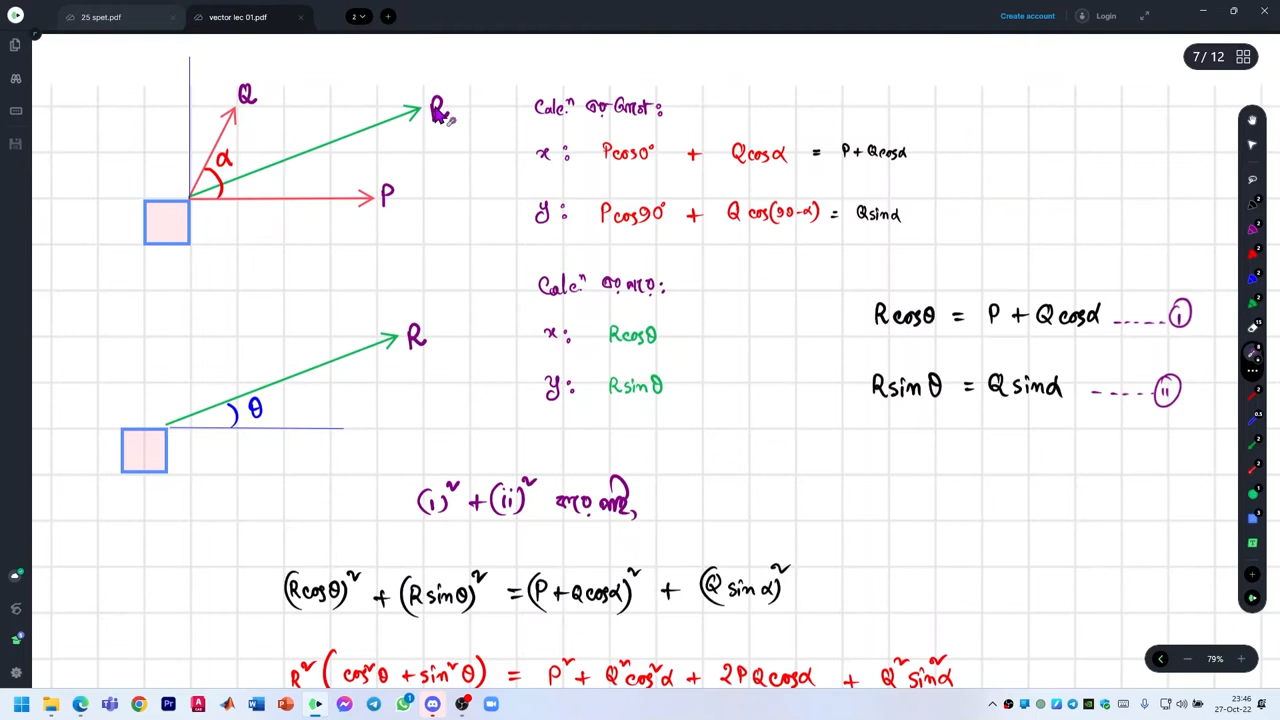 25 spet.pdf
vector lec 01.pdf
2
Create account
Login
7/12
Q
R
α
P
Calcⁿ
x: Pcos0° + Qcosα = P+Qcosα
y: Pcos90° + Qcos(90-α) = Qsinα
Calcⁿ
x: Rcosθ
y: Rsinθ
Rcosθ = P + Qcosα ...... (i)
Rsinθ = Qsinα ...... (ii)
R
θ
(i)² + (ii)²
(Rcosθ)² + (Rsinθ)² = (P+Qcosα)² + (Qsinα)²
R²(cos²θ + sin²θ) = P² + Q²cos²α + 2PQcosα + Q²sin²α
79%
23:46
27-Oct-22